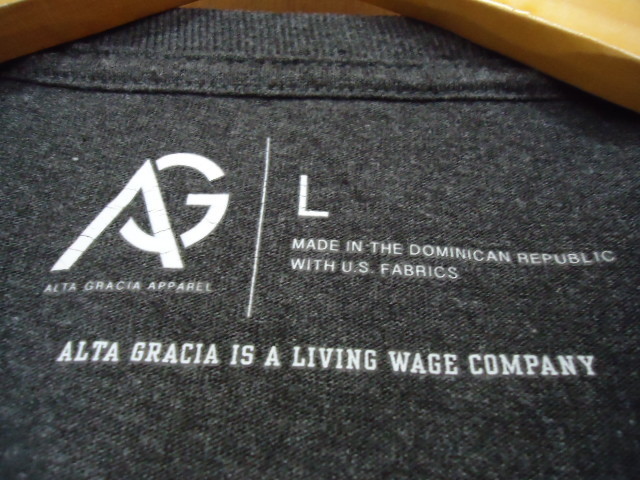 AG
ALTA GRACIA APPAREL
L
MADE IN THE DOMINICAN REPUBLIC
WITH U.S. FABRICS
ALTA GRACIA IS A LIVING WAGE COMPANY